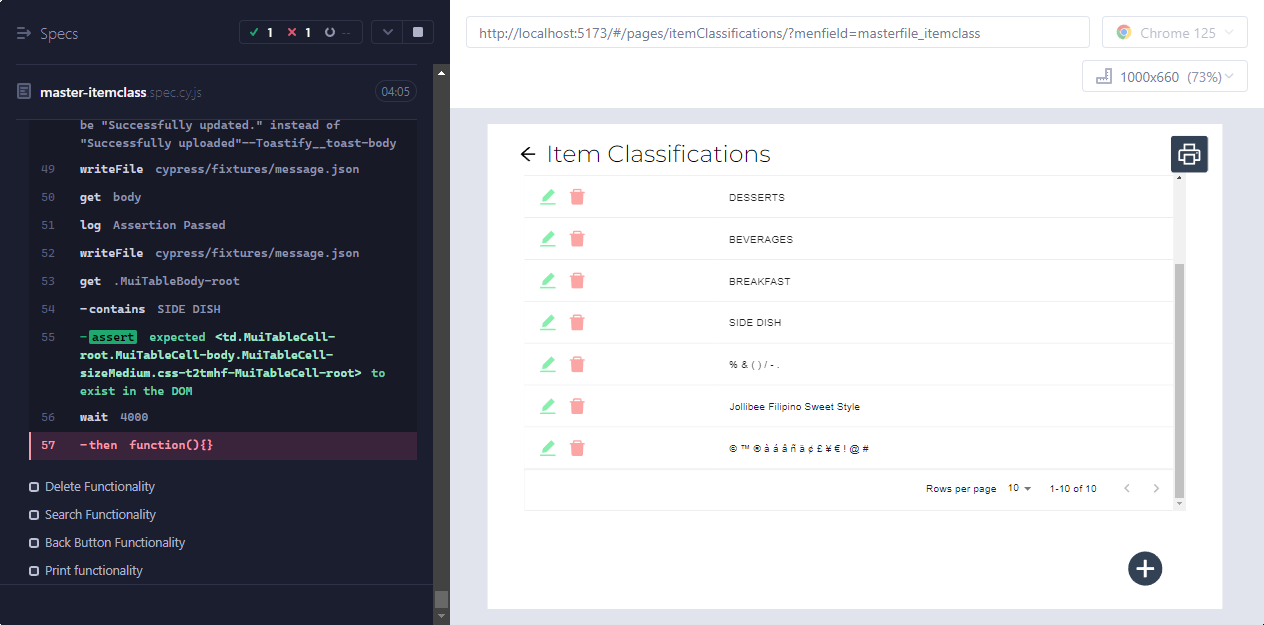 Specs
1
1
--
master-itemclass.spec.cy.js
04:05
be "Successfully updated." instead of
"Successfully uploaded"--Toastify__toast-body
49 writeFile cypress/fixtures/message.json
50 get body
51 log Assertion Passed
52 writeFile cypress/fixtures/message.json
53 get .MuiTableBody-root
54 -contains SIDE DISH
55 -assert expected <td.MuiTableCell-
root.MuiTableCell-body.MuiTableCell-
sizeMedium.css-t2tmhf-MuiTableCell-root> to
exist in the DOM
56 wait 4000
57 -then function(){}
Delete Functionality
Search Functionality
Back Button Functionality
Print functionality
http://localhost:5173/#/pages/itemClassifications/?menfield=masterfile_itemclass
Chrome 125
1000x660 (73%)
Item Classifications
DESSERTS
BEVERAGES
BREAKFAST
SIDE DISH
% & ( ) / - .
Jollibee Filipino Sweet Style
© ™ ® à á â ñ ä ¢ £ ¥ € ! @ #
Rows per page 10 1-10 of 10